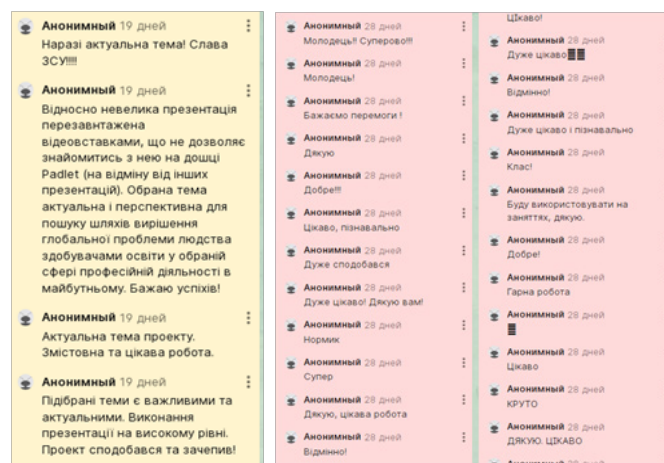 Анонимный 19 дней
Наразі актуальна тема! Слава
ЗСУ!!!!
Анонимный 19 дней
Відносно невелика презентація
перезавнтажена
відеовставками, що не дозволяє
знайомитись з нею на дошці
Padlet (на відміну від інших
презентацій). Обрана тема
актуальна і перспективна для
пошуку шляхів вирішення
глобальної проблеми людства
здобувачами освіти у обраній
сфері професійній діяльності в
майбутньому. Бажаю успіхів!
Анонимный 19 дней
Актуальна тема проекту.
Змістовна та цікава робота.
Анонимный 19 дней
Підібрані теми є важливими та
актуальними. Виконання
презентації на високому рівні.
Проект сподобався та зачепив!
Анонимный 28 дней
Молодець!! Суперово!!!
Анонимный 28 дней
Молодець!
Анонимный 28 дней
Бажаємо перемоги !
Анонимный 28 дней
Дякую
Анонимный 28 дней
Добре!!!
Анонимный 28 дней
Цікаво, пізнавально
Анонимный 28 дней
Дуже сподобався
Анонимный 28 дней
Дуже цікаво! Дякую вам!
Анонимный 28 дней
Нормик
Анонимный 28 дней
Супер
Анонимный 28 дней
Дякую, цікава робота
Анонимный 28 дней
Відмінно!
Цікаво!
Анонимный 28 дней
Дуже цікаво
Анонимный 28 дней
Відмінно!
Анонимный 28 дней
Дуже цікаво і пізнавально
Анонимный 28 дней
Клас!
Анонимный 28 дней
Буду використовувати на
заняттях, дякую.
Анонимный 28 дней
Добре!
Анонимный 28 дней
Гарна робота
Анонимный 28 дней
Анонимный 28 дней
Цікаво
Анонимный 28 дней
КРУТО
Анонимный 28 дней
ДЯКУЮ. ЦІКАВО
Анонимный 28 дней